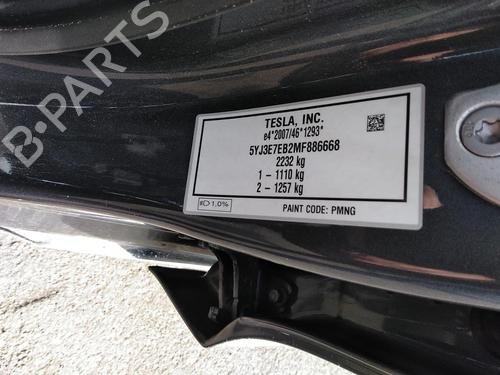 TESLA, INC.
e4*2007/46*1293*
5YJ3E7EB2MF886668
2232 kg
1 – 1110 kg
2 – 1257 kg
1.0%
PAINT CODE: PMNG
B-PARTS